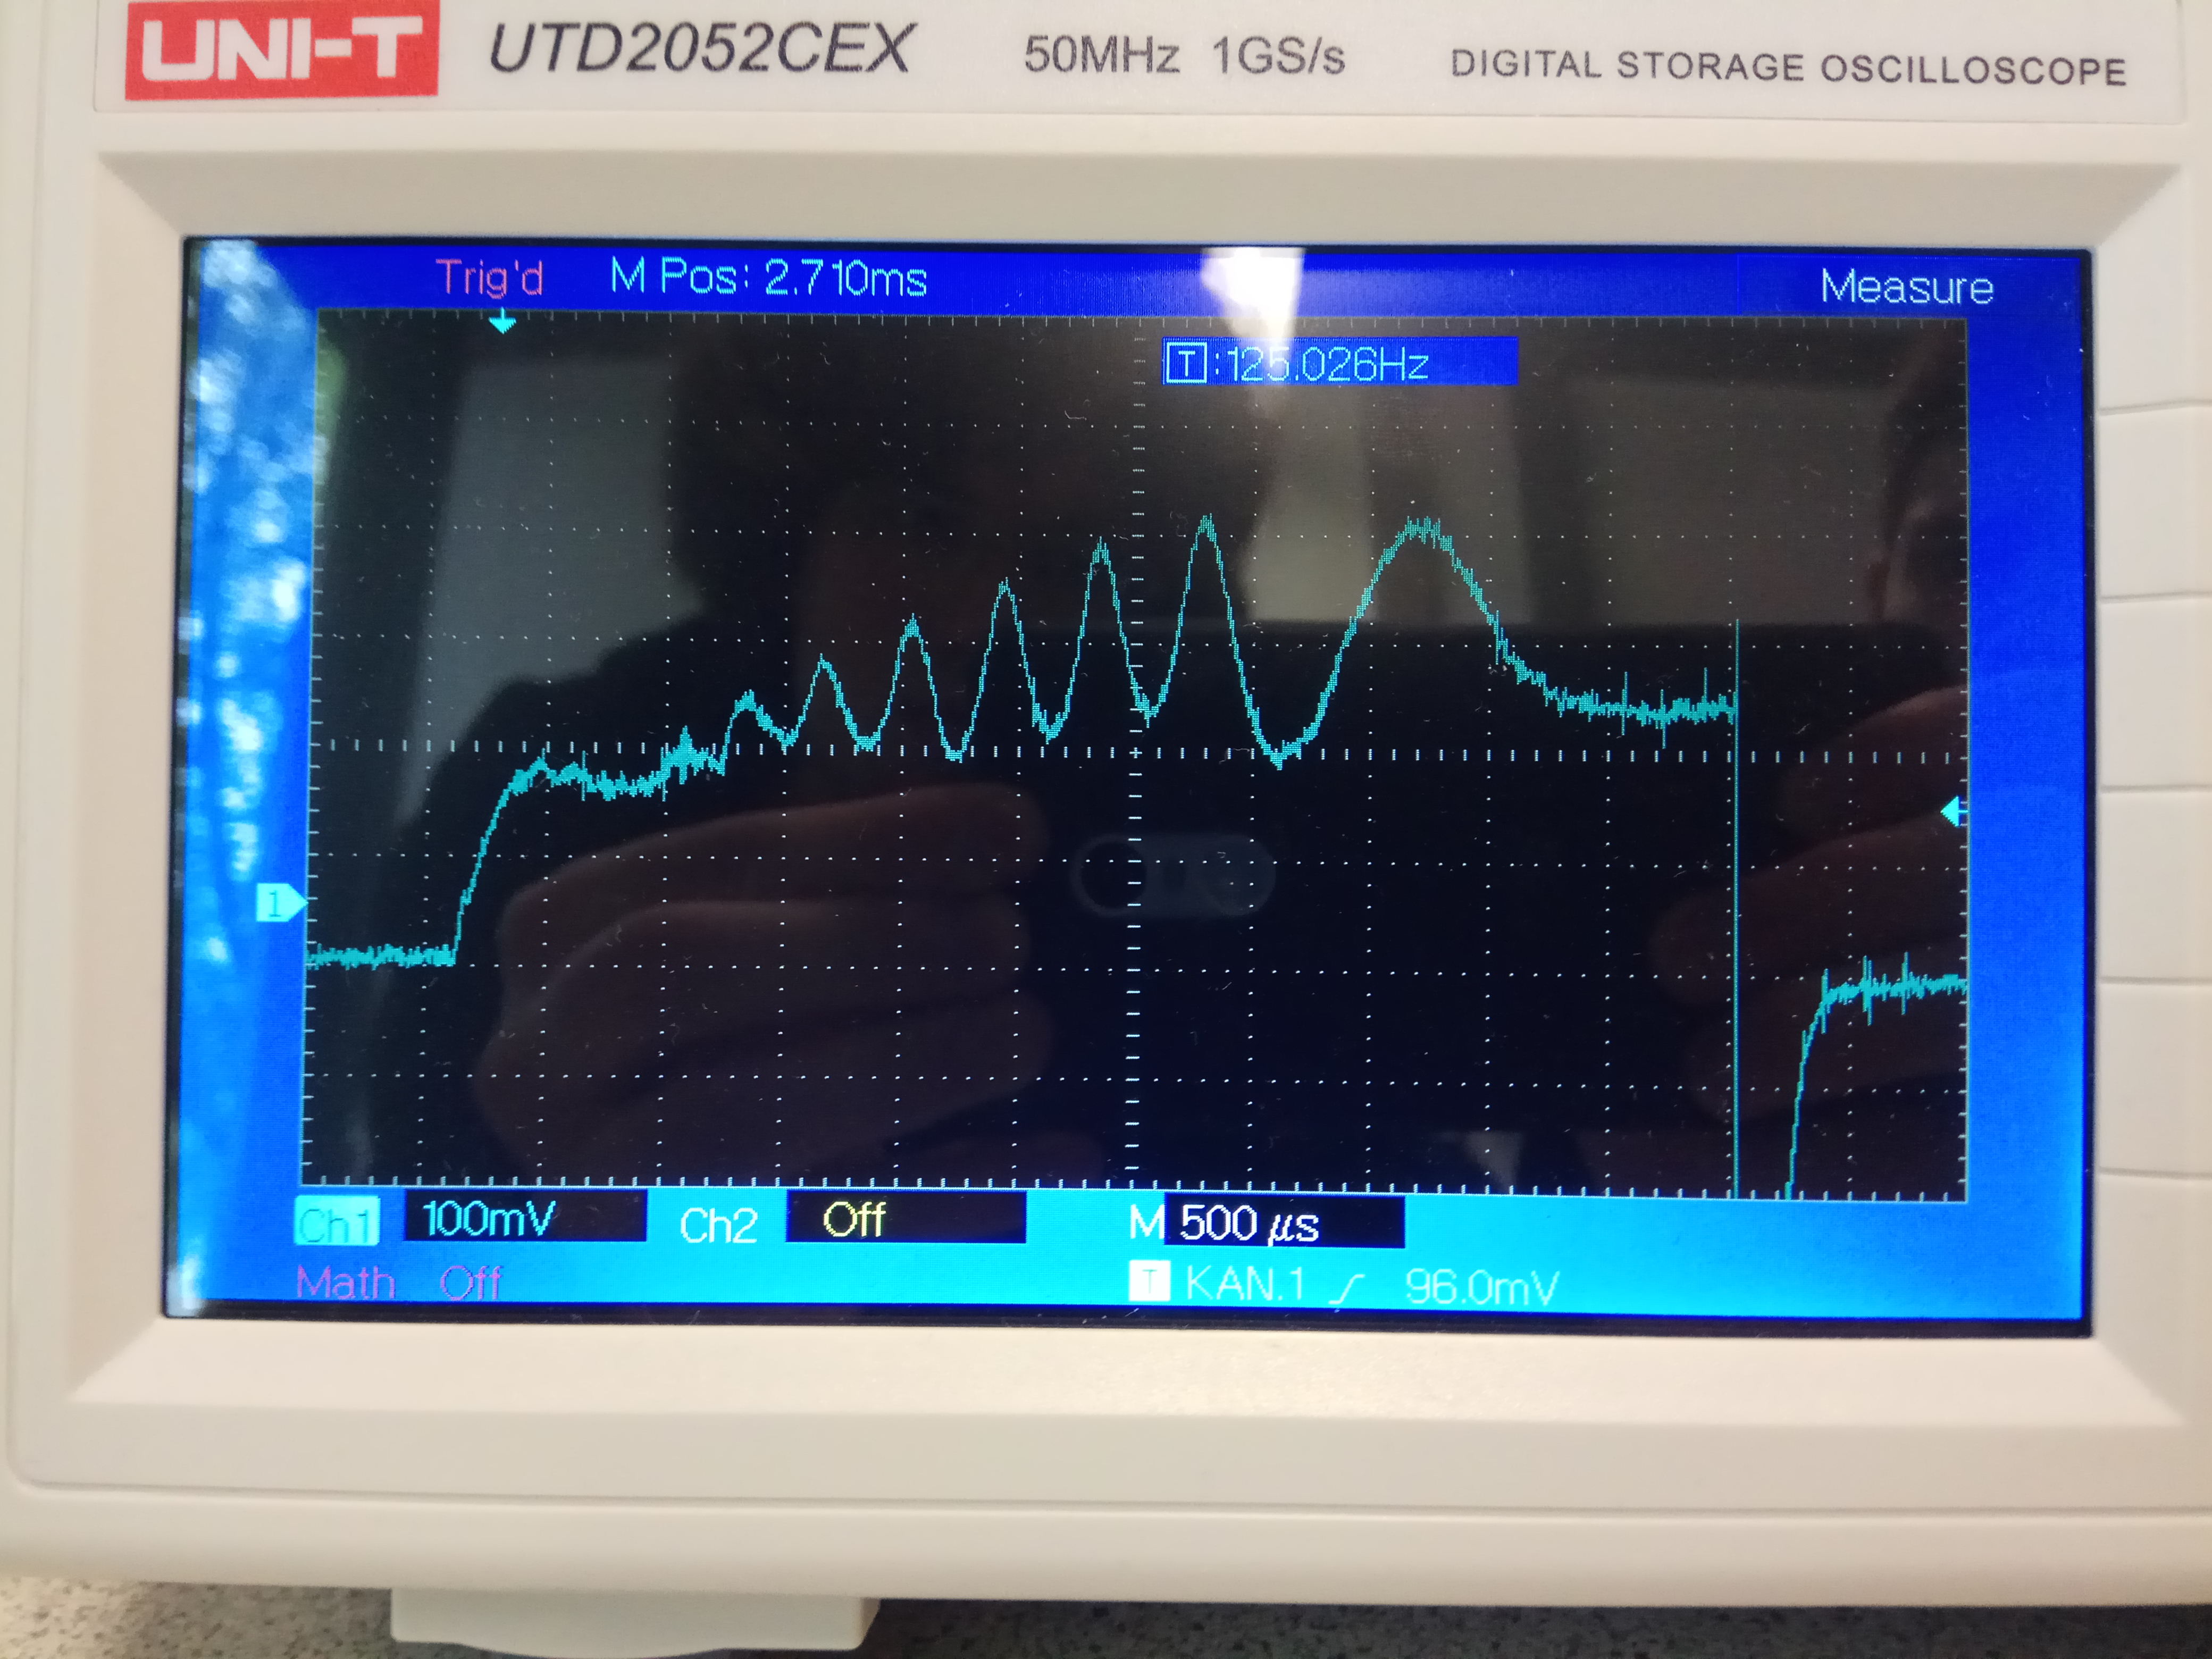 UNI-T UTD2052CEX 50MHz 1GS/s DIGITAL STORAGE OSCILLOSCOPE
Trig'd M Pos: 2.710ms Measure
T :125.026Hz
1
Ch1 100mV Ch2 Off M 500 µs
Math Off T KAN.1 96.0mV